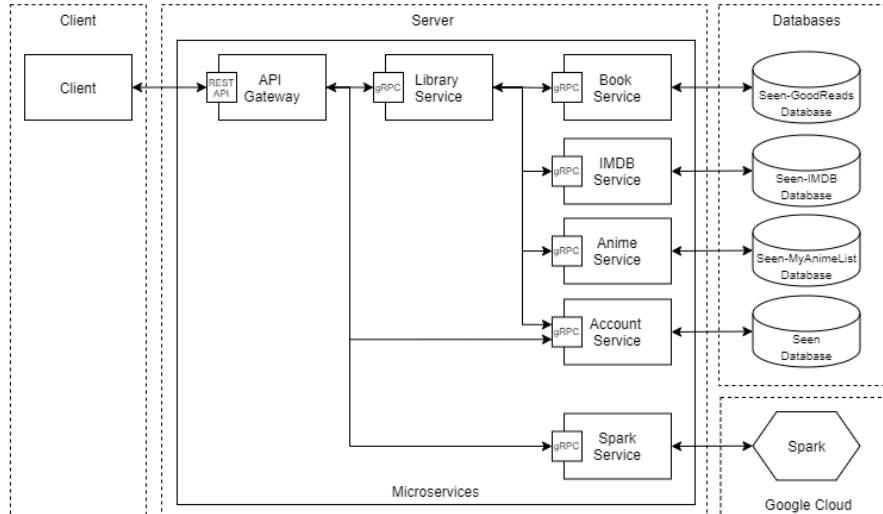 Client
Server
Databases
Client
REST
API
API
Gateway
gRPC
Library
Service
gRPC
Book
Service
Seen-GoodReads
Database
gRPC
IMDB
Service
Seen-IMDB
Database
gRPC
Anime
Service
Seen-MyAnimeList
Database
gRPC
Account
Service
Seen
Database
gRPC
Spark
Service
Spark
Microservices
Google Cloud